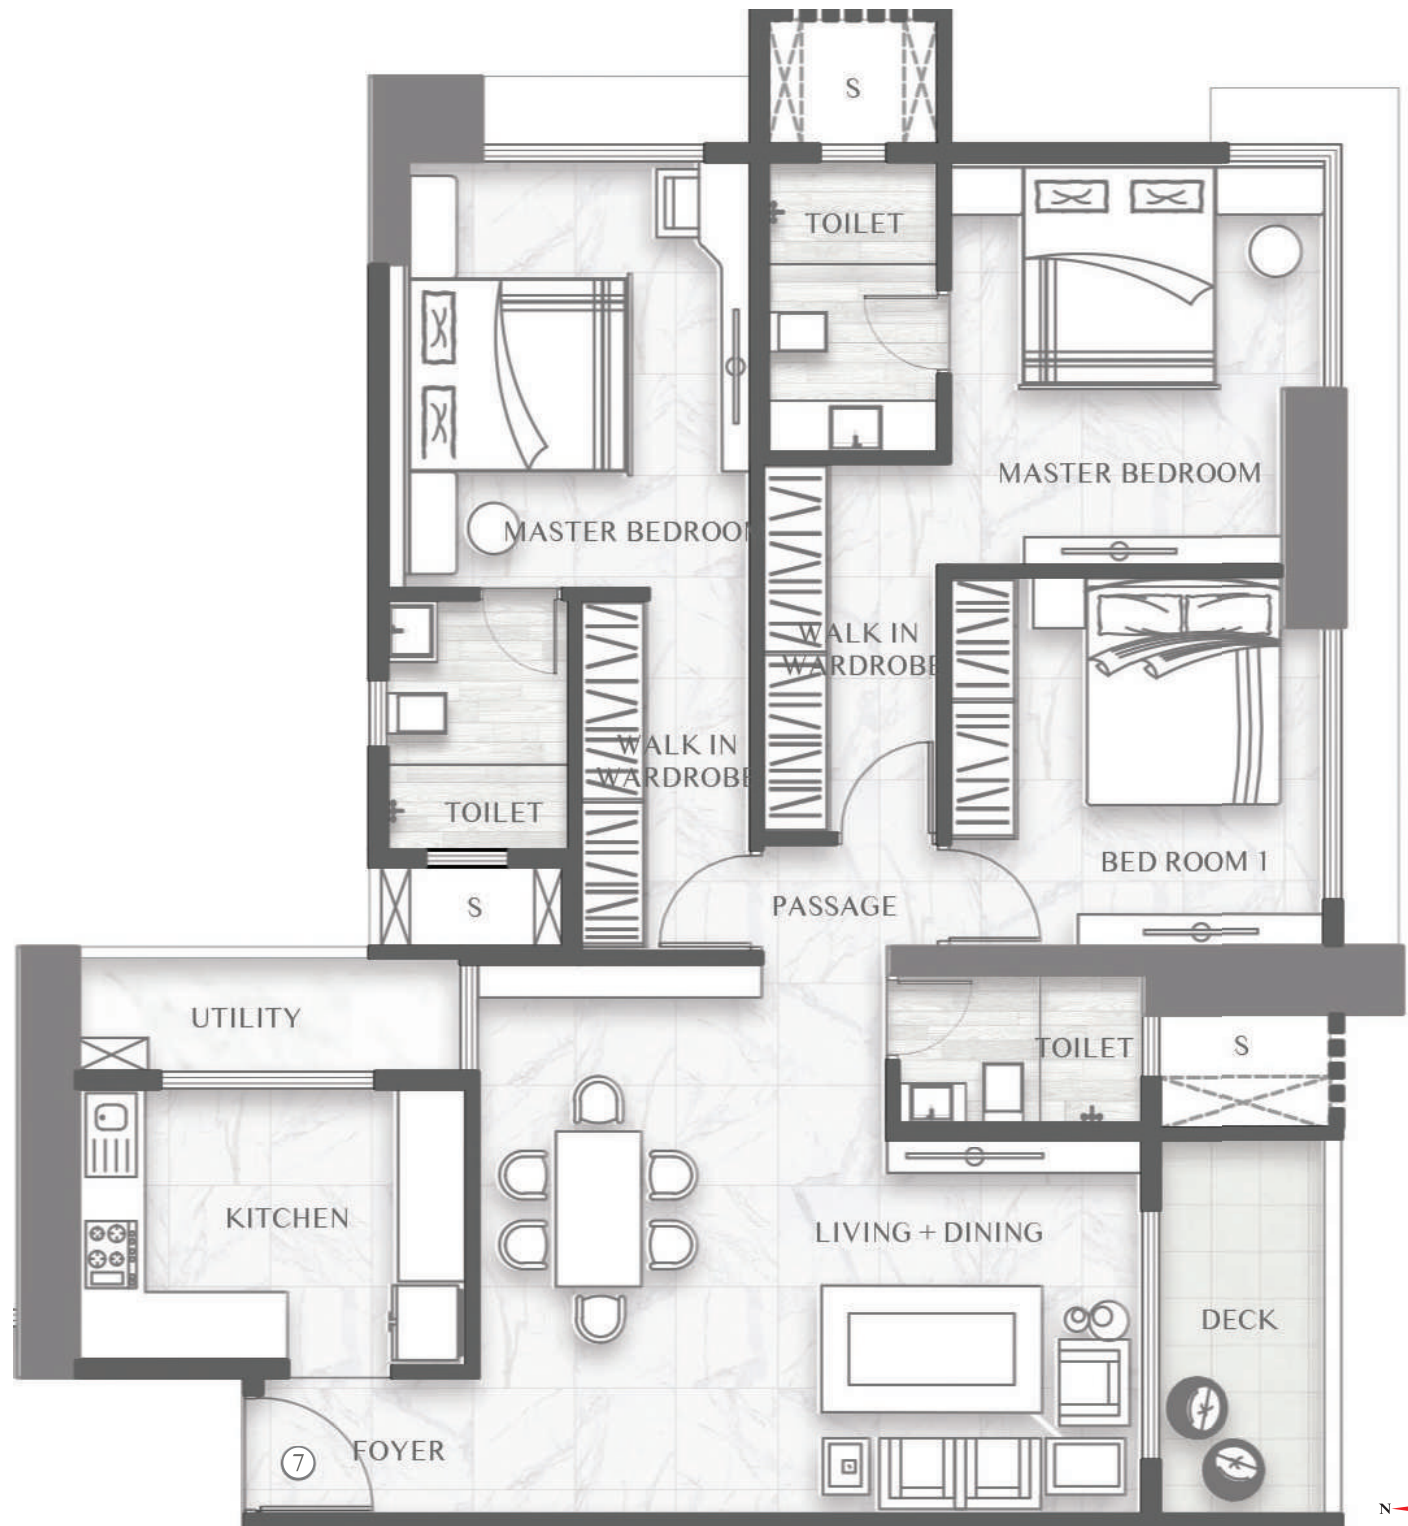 S
TOILET
MASTER BEDROOM
MASTER BEDROOM
WALK IN
WARDROBE
WALK IN
WARDROBE
TOILET
BED ROOM 1
S
PASSAGE
UTILITY
TOILET
S
KITCHEN
LIVING + DINING
DECK
FOYER
7
N